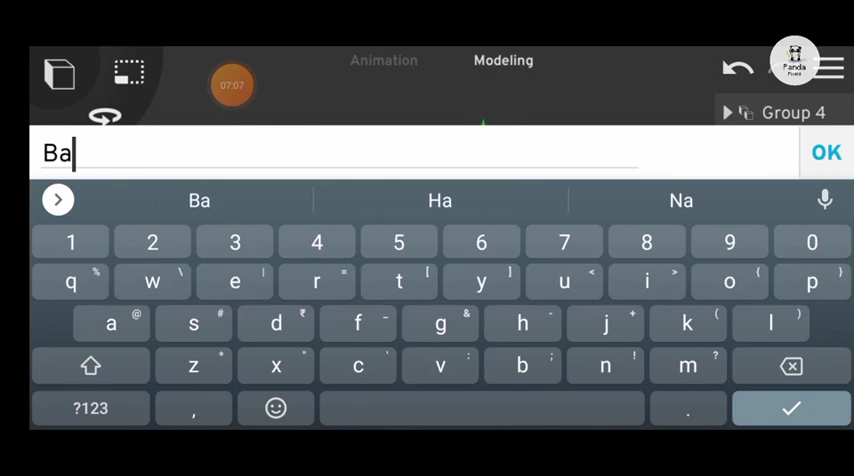 Animation Modeling
07:07
Panda
Group 4
Ba OK
Ba Ha Na
1 2 3 4 5 6 7 8 9 0
q % w \ e | r = t [ y ] u < i > o { p }
a @ s # d ₹ f _ g & h - j + k ( l )
z * x " c ' v : b ; n ! m ?
?123 , .